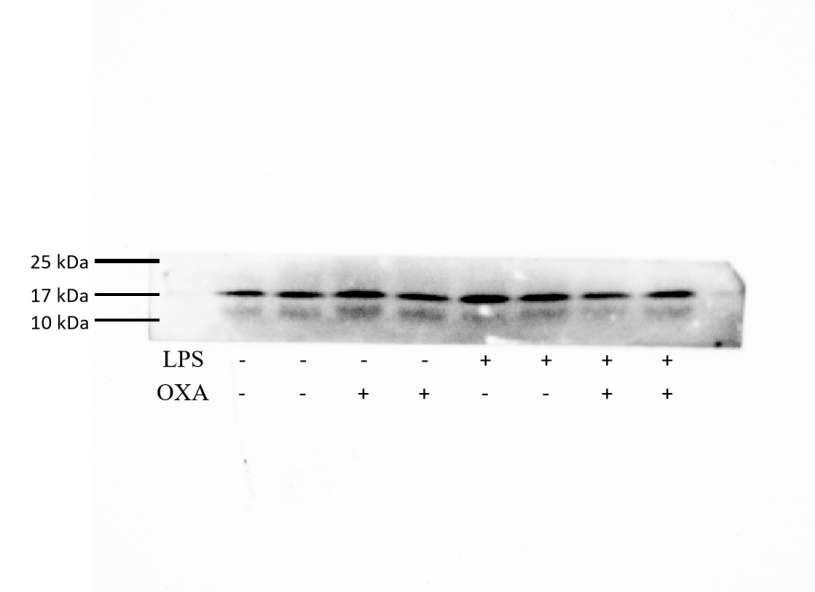 25 kDa
17 kDa
10 kDa
LPS - - - - + + + +
OXA - - + + - - + +